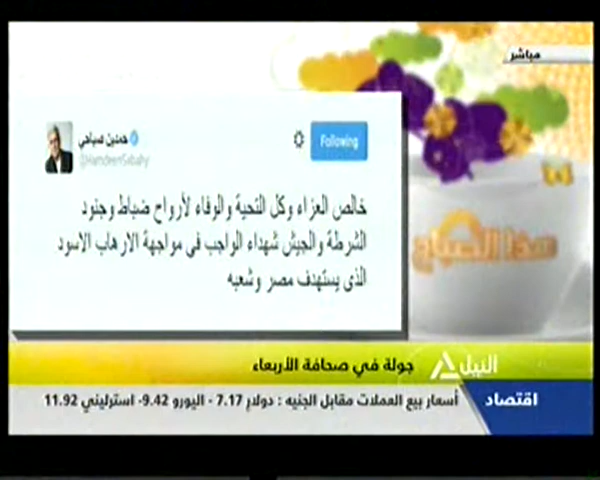 مباشر
حمدين صباحي
@HamdeenSabahy
Following
خالص العزاء وكل التحية والوفاء لأرواح ضباط وجنود
الشرطة والجيش شهداء الواجب في مواجهة الارهاب الاسود
الذى يستهدف مصر وشعبه
هذا الصباح
النيل
جولة في صحافة الأربعاء
اقتصاد
أسعار بيع العملات مقابل الجنيه : دولار 7.17 - اليورو 9.42- استرليني 11.92